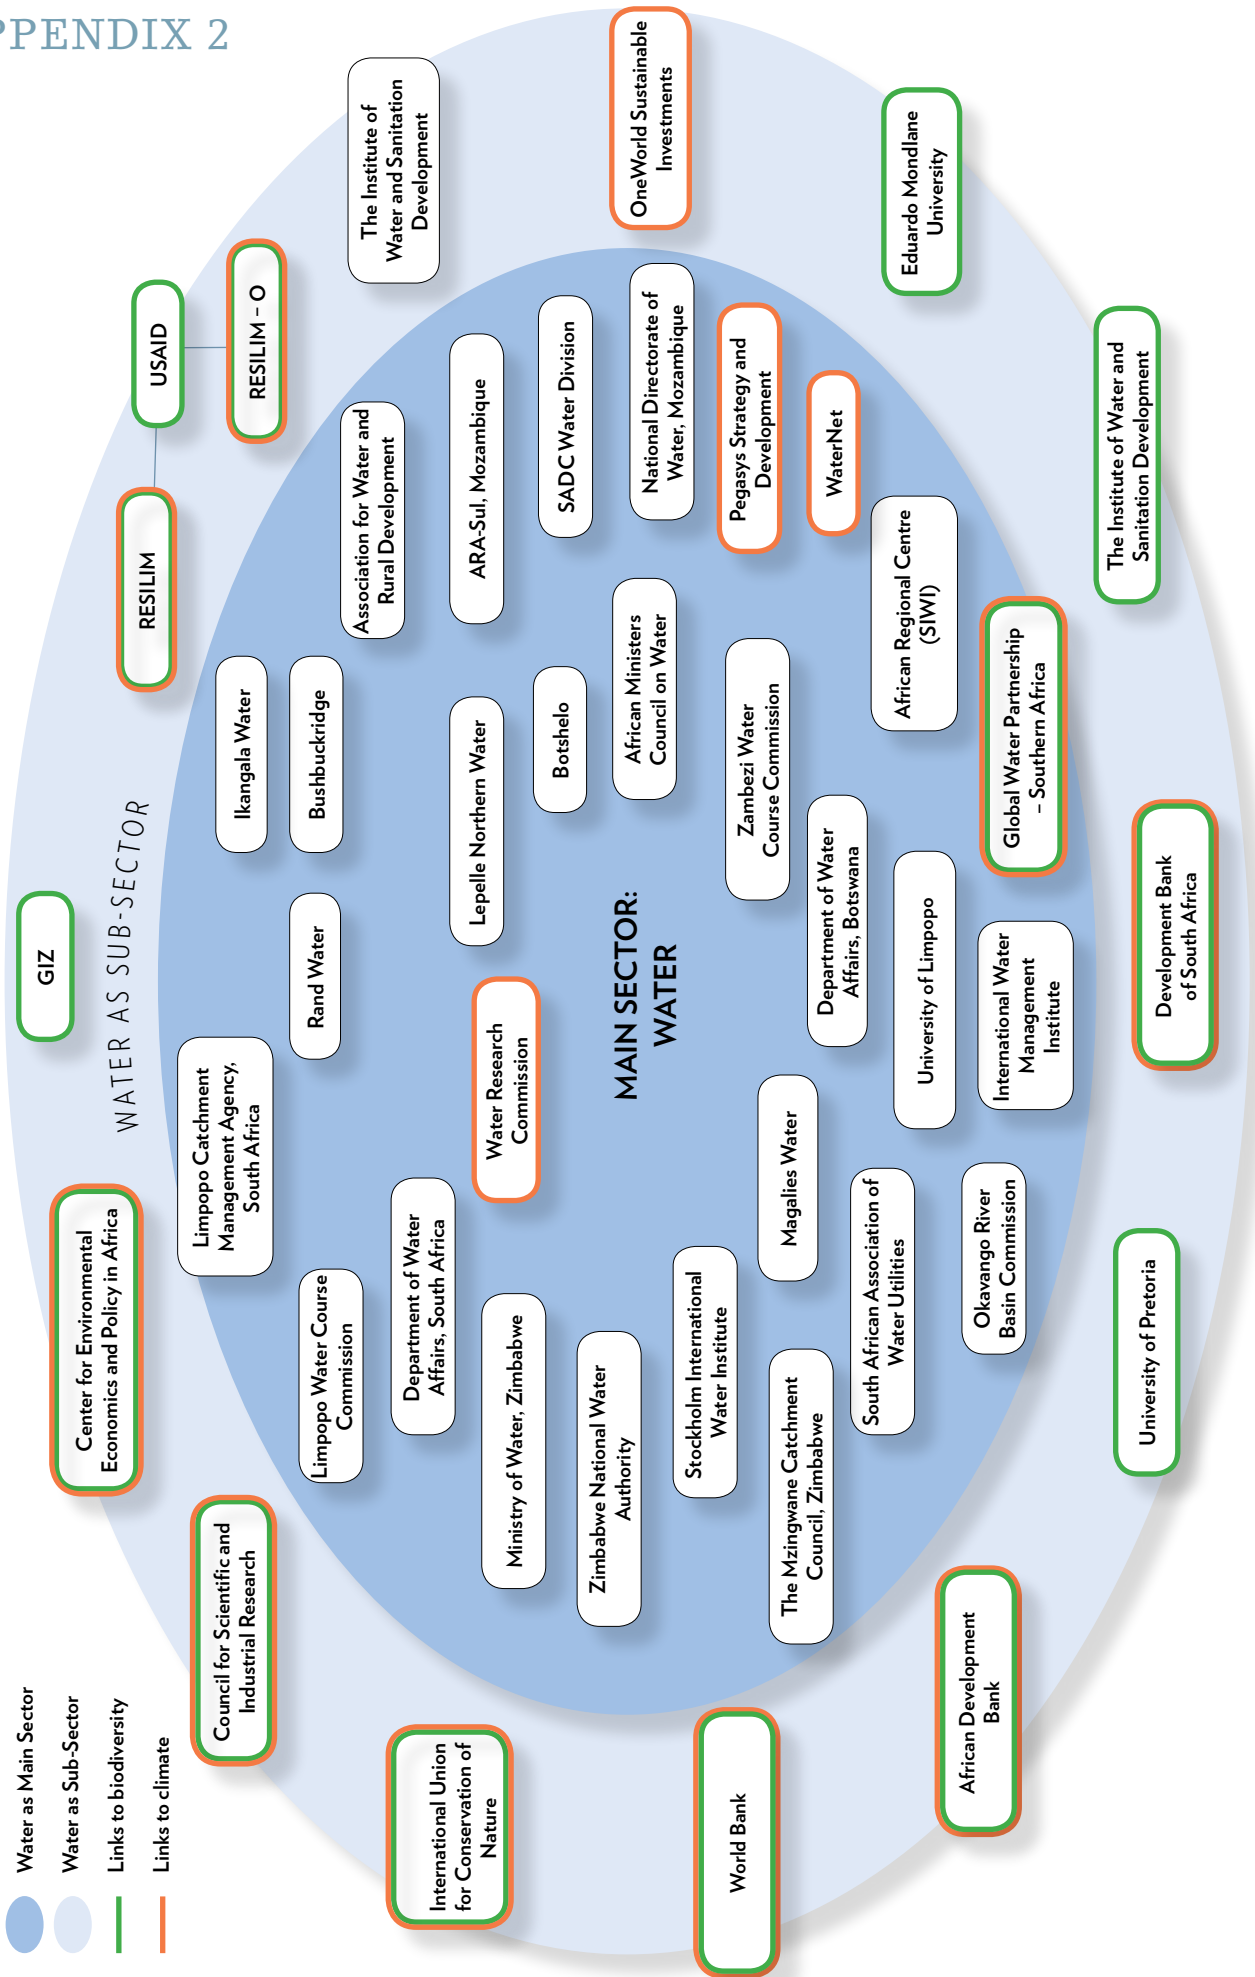 PPENDIX 2
Water as Main Sector
Water as Sub-Sector
Links to biodiversity
Links to climate
WATER AS SUB-SECTOR
GIZ
Center for Environmental
Economics and Policy in Africa
Council for Scientific and
Industrial Research
International Union
for Conservation of
Nature
World Bank
African Development
Bank
University of Pretoria
Development Bank
of South Africa
The Institute of Water and
Sanitation Development
Eduardo Mondlane
University
OneWorld Sustainable
Investments
The Institute of
Water and Sanitation
Development
USAID
RESILIM – O
RESILIM
MAIN SECTOR:
WATER
Limpopo Catchment
Management Agency,
South Africa
Ikangala Water
Bushbuckridge
Rand Water
Association for Water and
Rural Development
Limpopo Water Course
Commission
Department of Water
Affairs, South Africa
Water Research
Commission
Lepelle Northern Water
ARA-Sul, Mozambique
Ministry of Water, Zimbabwe
Botshelo
SADC Water Division
Zimbabwe National Water
Authority
African Ministers
Council on Water
National Directorate of
Water, Mozambique
Stockholm International
Water Institute
Zambezi Water
Course Commission
Pegasys Strategy and
Development
The Mzingwane Catchment
Council, Zimbabwe
Magalies Water
Department of Water
Affairs, Botswana
WaterNet
South African Association of
Water Utilities
University of Limpopo
African Regional Centre
(SIWI)
Okavango River
Basin Commission
International Water
Management
Institute
Global Water Partnership
– Southern Africa